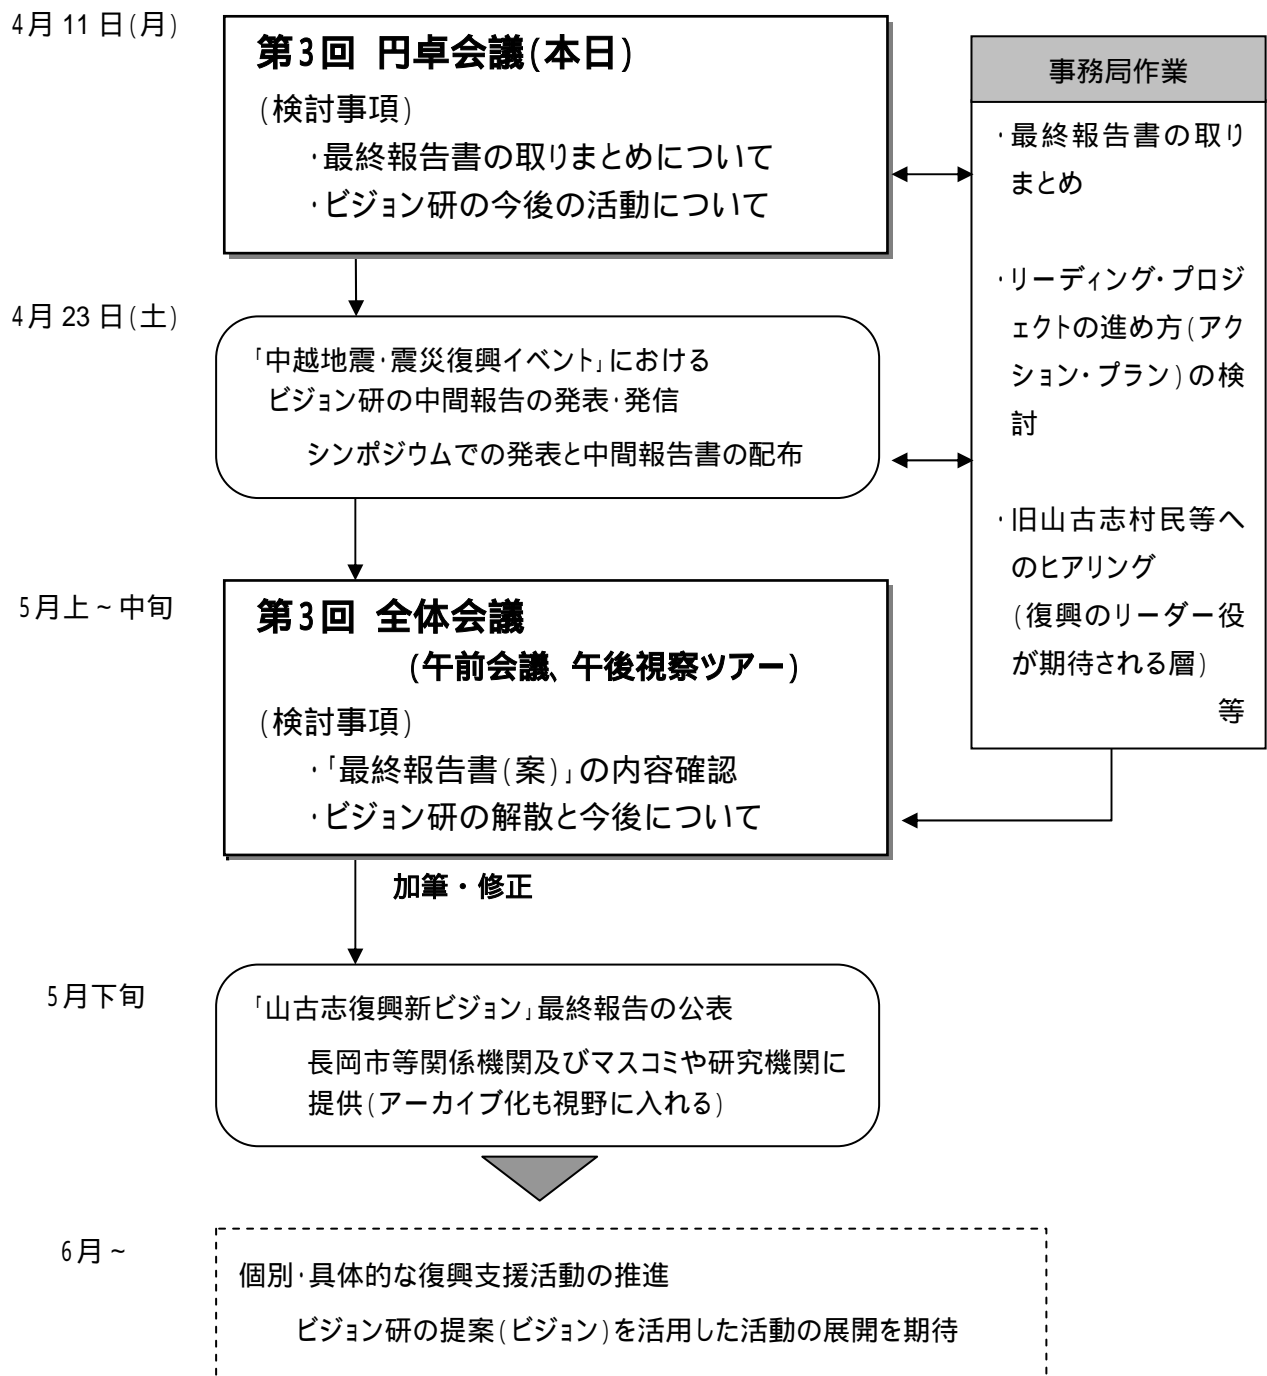 4月 11 日(月)
第3回 円卓会議(本日)
(検討事項)
・最終報告書の取りまとめについて
・ビジョン研の今後の活動について
4月 23 日(土)
「中越地震・震災復興イベント」における
ビジョン研の中間報告の発表・発信
シンポジウムでの発表と中間報告書の配布
5月上~中旬
第3回 全体会議
(午前会議、午後視察ツアー)
(検討事項)
・「最終報告書(案)」の内容確認
・ビジョン研の解散と今後について
加筆・修正
5月下旬
「山古志復興新ビジョン」最終報告の公表
長岡市等関係機関及びマスコミや研究機関に
提供(アーカイブ化も視野に入れる)
6月~
個別・具体的な復興支援活動の推進
ビジョン研の提案(ビジョン)を活用した活動の展開を期待
事務局作業
・最終報告書の取り
まとめ
・リーディング・プロジ
ェクトの進め方(アク
ション・プラン)の検
討
・旧山古志村民等へ
のヒアリング
(復興のリーダー役
が期待される層)
等